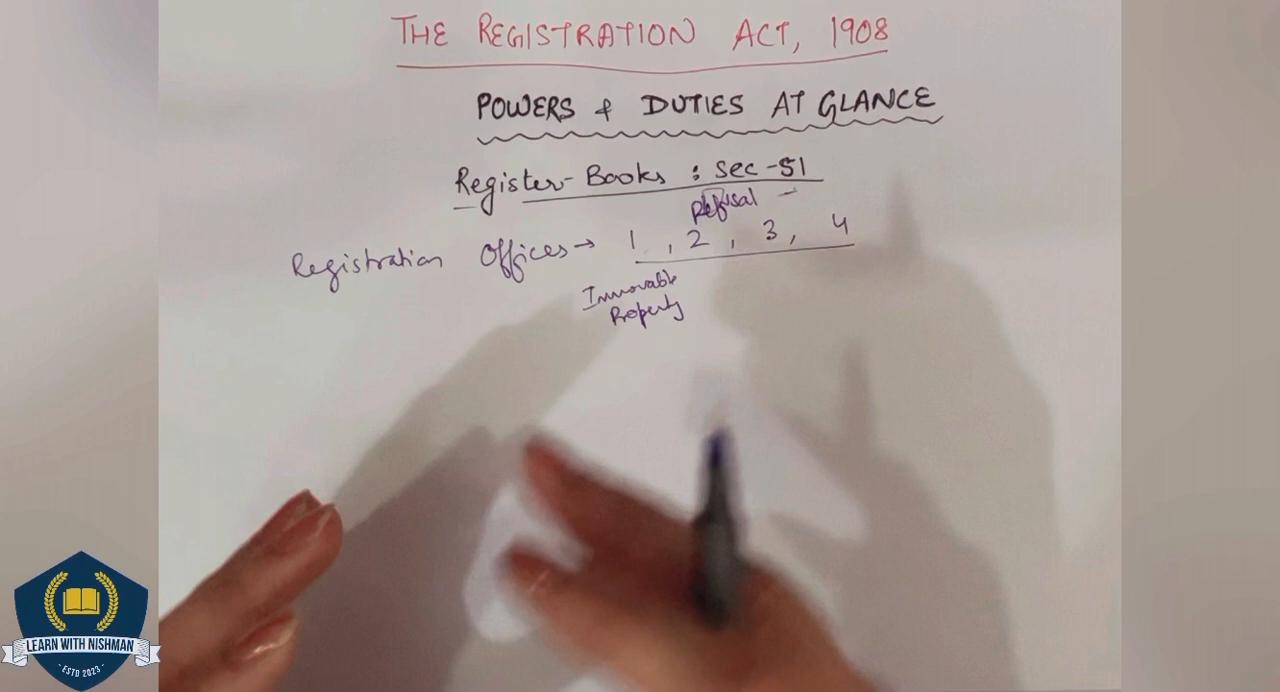 THE REGISTRATION ACT, 1908
POWERS & DUTIES AT GLANCE
Register-Books : sec-51
Refusal -
Registration Offices → 1, 2, 3, 4
Immovable
Property
LEARN WITH NISHMAN
- ESTD 2023 -